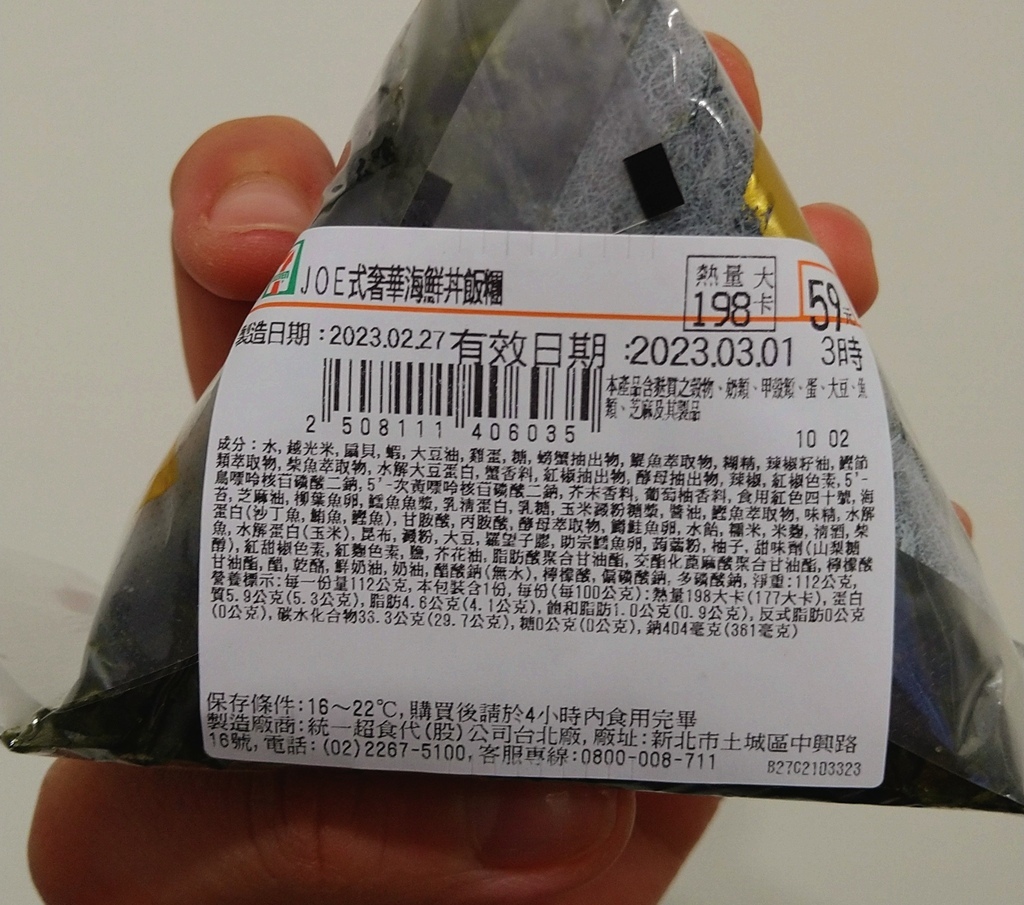 JOE式奢華海鮮丼飯糰
熱量 大卡
198
59元
製造日期:2023.02.27 有效日期:2023.03.01 3時
本產品含麩質之穀物、奶類、甲殼類、蛋、大豆、魚
類、芝麻及其製品
2 508111 406035
10 02
成分:水, 越光米, 扇貝, 蝦, 大豆油, 雞蛋, 糖, 螃蟹抽出物, 鰹魚萃取物, 糊精, 辣椒籽油, 鰹節
類萃取物, 柴魚萃取物, 水解大豆蛋白, 蟹香料, 紅椒抽出物, 酵母抽出物, 辣椒, 紅椒色素, 5'-
鳥嘌呤核苷磷酸二鈉, 5'-次黃嘌呤核苷磷酸二鈉, 芥末香料, 葡萄柚香料, 食用紅色四十號, 海
苔, 芝麻油, 柳葉魚卵, 鱈魚魚漿, 乳清蛋白, 乳糖, 玉米澱粉糖漿, 醬油, 鰹魚萃取物, 味精, 水解
蛋白(沙丁魚, 鮪魚, 鰹魚), 甘胺酸, 丙胺酸, 酵母萃取物, 鱘鮭魚卵, 水飴, 糯米, 米麴, 清酒, 柴
魚, 水解蛋白(玉米), 昆布, 澱粉, 大豆, 羅望子膠, 助宗鱈魚卵, 蒟蒻粉, 柚子, 甜味劑(山梨糖
醇), 紅甜椒色素, 紅麴色素, 鹽, 芥花油, 脂肪酸聚合甘油酯, 交酯化蓖麻酸聚合甘油酯, 檸檬酸
甘油酯, 醋, 乾酪, 鮮奶油, 奶油, 醋酸鈉(無水), 檸檬酸, 偏磷酸鈉, 多磷酸鈉, 淨重:112公克,
營養標示:每一份量112公克, 本包裝含1份, 每份(每100公克):熱量198大卡(177大卡), 蛋白
質5.9公克(5.3公克), 脂肪4.6公克(4.1公克), 飽和脂肪1.0公克(0.9公克), 反式脂肪0公克
(0公克), 碳水化合物33.3公克(29.7公克), 糖0公克(0公克), 鈉404毫克(361毫克)
保存條件:16～22℃, 購買後請於4小時內食用完畢
製造廠商:統一超食代(股)公司台北廠, 廠址:新北市土城區中興路
16號, 電話:(02)2267-5100, 客服專線:0800-008-711
B27C2103323